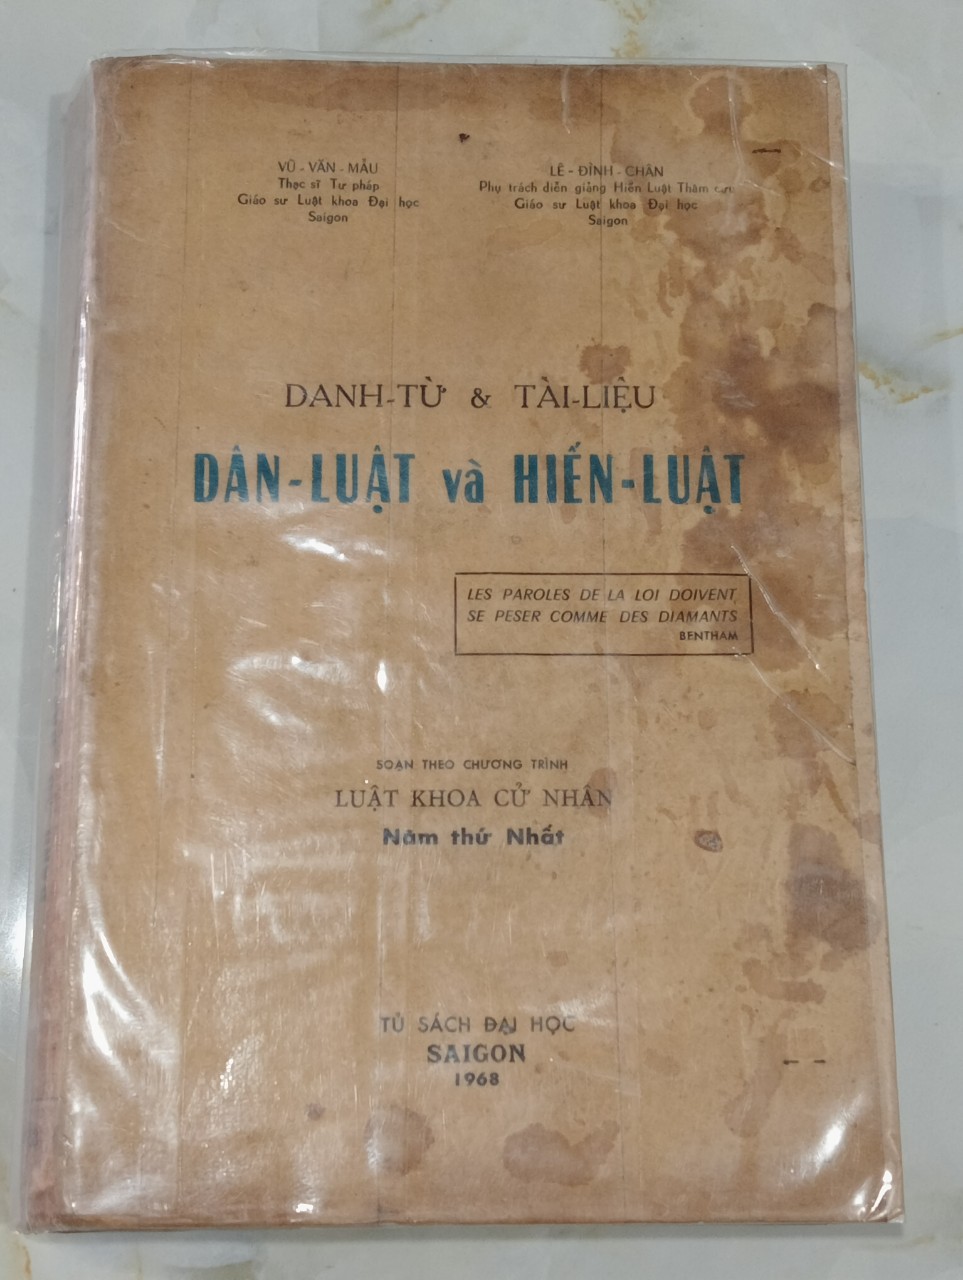 VŨ - VĂN - MẪU
Thạc sĩ Tư pháp
Giáo sư Luật khoa Đại học
Saigon
LÊ - ĐÌNH - CHÂN
Phụ trách diễn giảng Hiến Luật Thâm cứu
Giáo sư Luật khoa Đại học
Saigon
DANH-TỪ & TÀI-LIỆU
DÂN-LUẬT và HIẾN-LUẬT
LES PAROLES DE LA LOI DOIVENT
SE PESER COMME DES DIAMANTS
BENTHAM
SOẠN THEO CHƯƠNG TRÌNH
LUẬT KHOA CỬ NHÂN
Năm thứ Nhất
TỦ SÁCH ĐẠI HỌC
SAIGON
1968